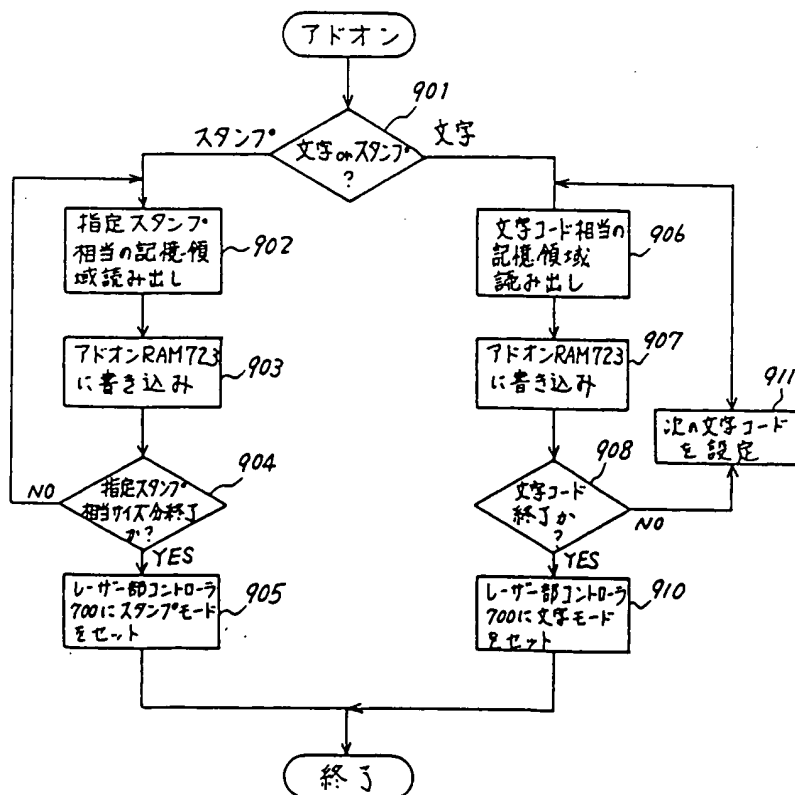 アドオン
901
スタンプ
文字
文字orスタンプ
?
指定スタンプ
相当の記憶領
域読み出し
902
文字コード相当の
記憶領域
読み出し
906
アドオンRAM723
に書き込み
903
アドオンRAM723
に書き込み
907
911
次の文字コード
を設定
904
指定スタンプ
相当サイズ分終了
か?
NO
YES
908
文字コード
終了か
?
NO
YES
レーザー部コントローラ
700にスタンプモード
をセット
905
レーザー部コントローラ
700に文字モード
をセット
910
終了